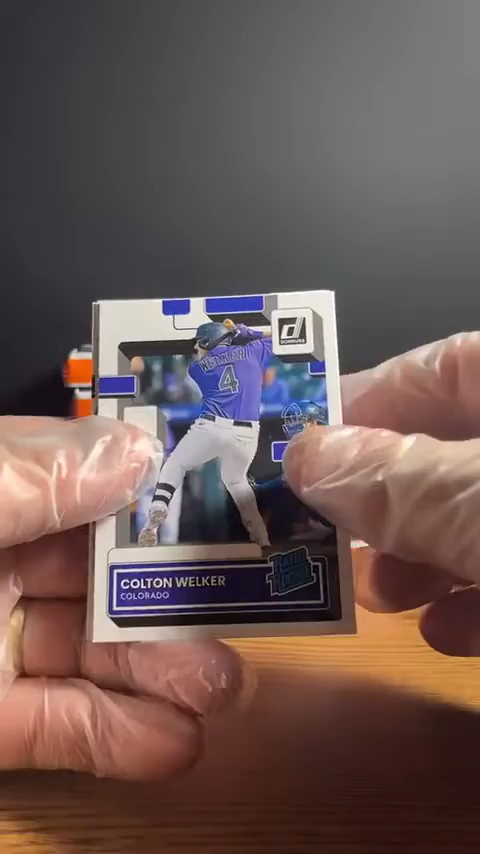 d
DONRUSS
WELKER
4
COLTON WELKER
COLORADO
RATED
ROOKIE